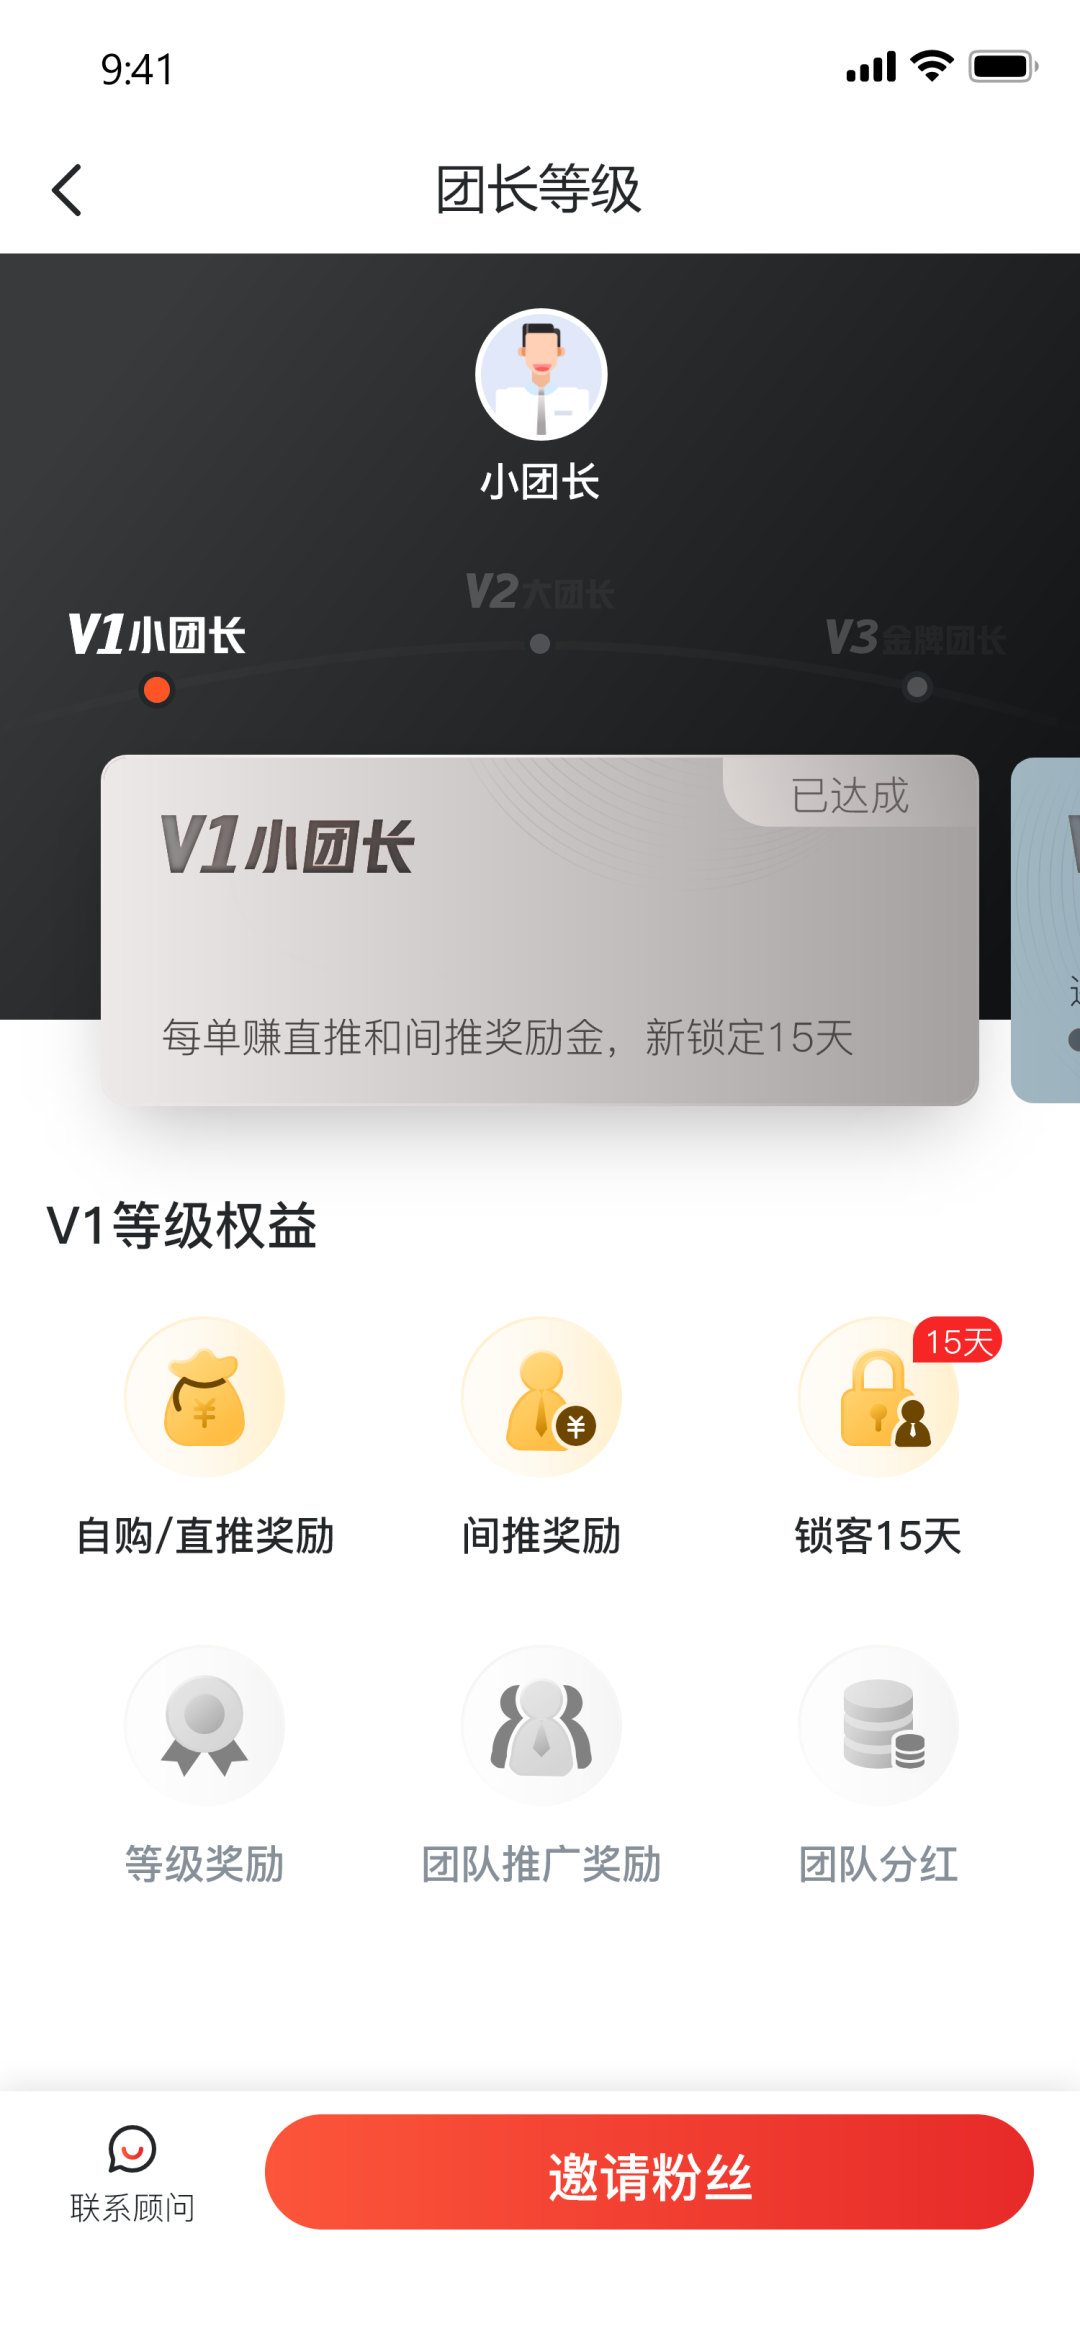 9:41
团长等级
小团长
V1小团长
V2大团长
V3金牌团长
已达成
V1小团长
每单赚直推和间推奖励金，新锁定15天
V1等级权益
15天
自购/直推奖励
间推奖励
锁客15天
等级奖励
团队推广奖励
团队分红
联系顾问
邀请粉丝